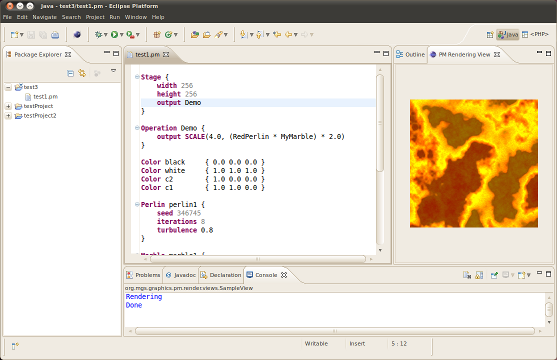 Java - test3/test1.pm - Eclipse Platform
File Edit Navigate Search Project Run Window Help
Java <PHP>
Package Explorer
test3
test1.pm
testProject
testProject2
test1.pm
Stage {
width 256
height 256
output Demo
}
Operation Demo {
output SCALE(4.0, (RedPerlin * MyMarble) * 2.0)
}
Color black { 0.0 0.0 0.0 }
Color white { 1.0 1.0 1.0 }
Color c2 { 1.0 0.0 0.0 }
Color c1 { 1.0 1.0 0.0 }
Perlin perlin1 {
seed 346745
iterations 8
turbulence 0.8
}
Outline PM Rendering View
Problems Javadoc Declaration Console
org.mgs.graphics.pm.render.views.SampleView
Rendering
Done
Writable Insert 5 : 12